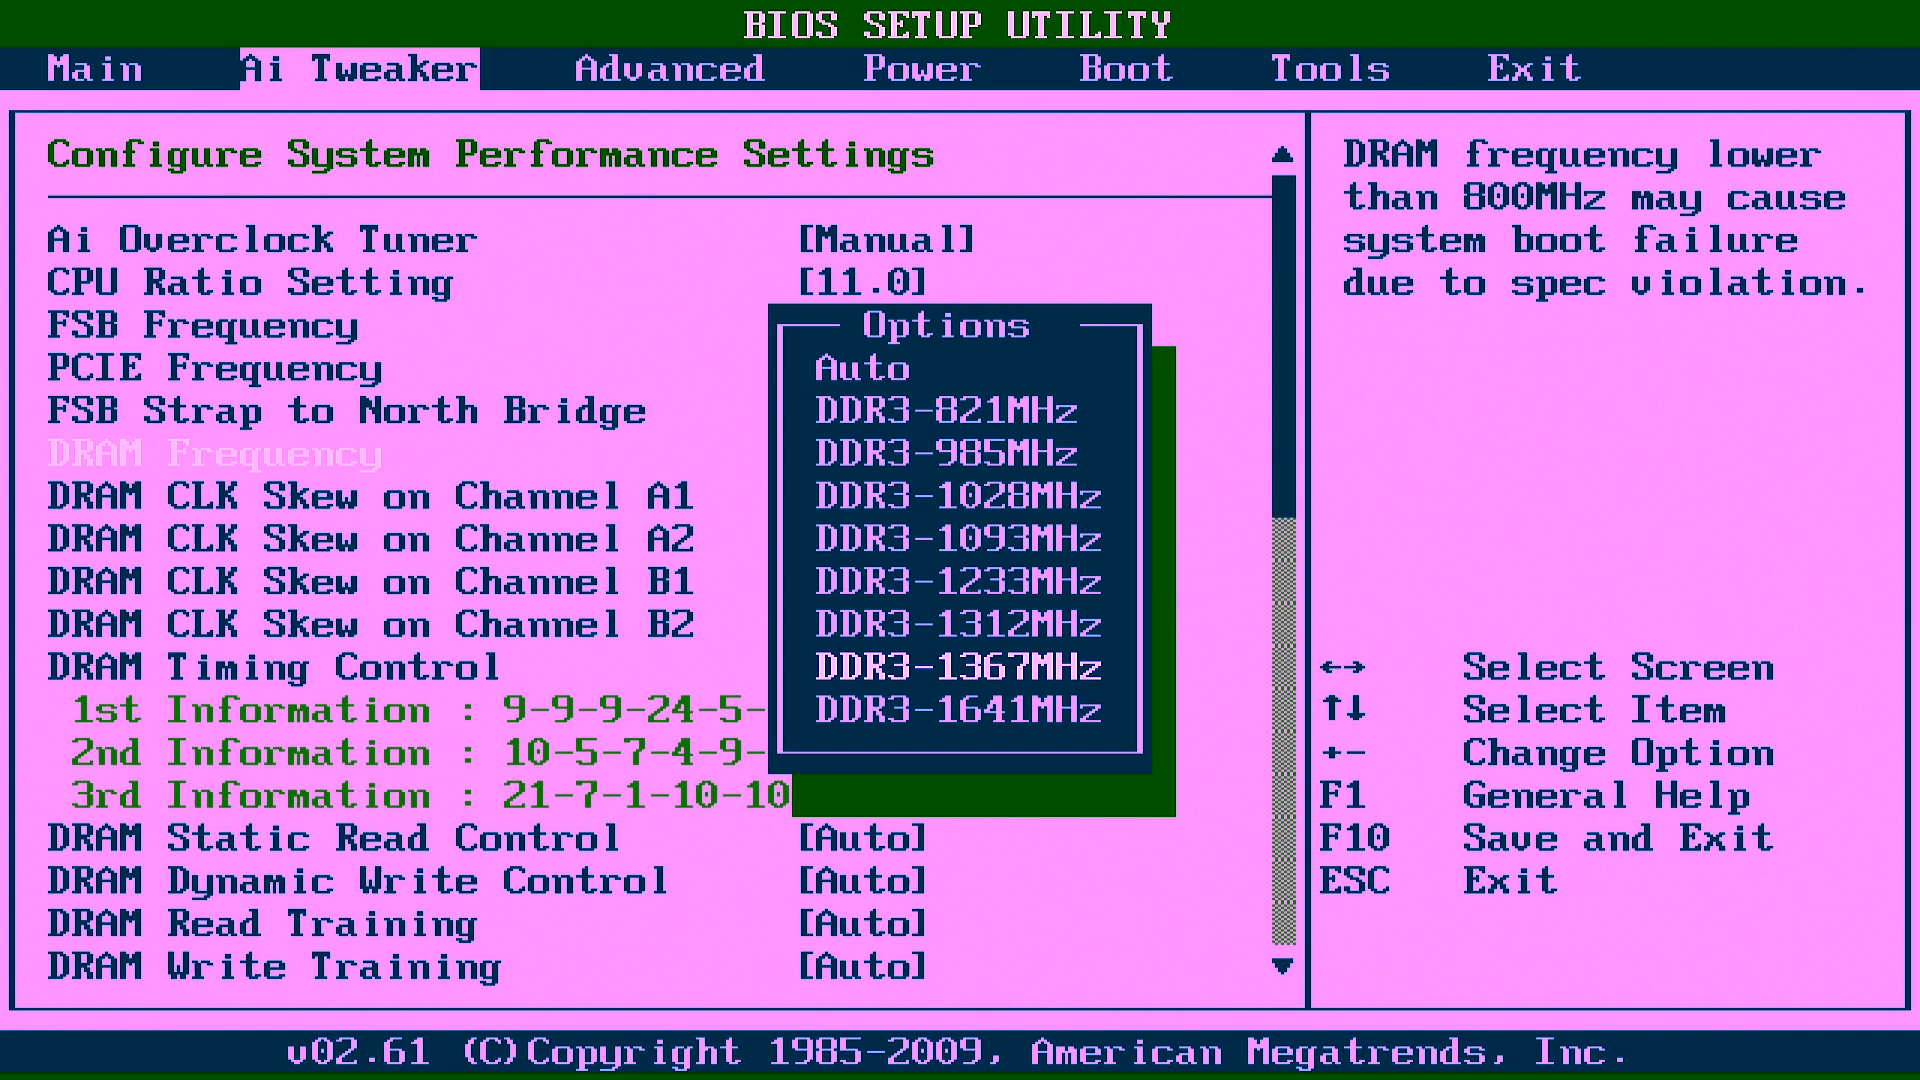 BIOS SETUP UTILITY
Main Ai Tweaker Advanced Power Boot Tools Exit
Configure System Performance Settings
Ai Overclock Tuner [Manual]
CPU Ratio Setting [11.0]
FSB Frequency
PCIE Frequency
FSB Strap to North Bridge
DRAM Frequency
DRAM CLK Skew on Channel A1
DRAM CLK Skew on Channel A2
DRAM CLK Skew on Channel B1
DRAM CLK Skew on Channel B2
DRAM Timing Control
1st Information : 9-9-9-24-5-
2nd Information : 10-5-7-4-9-
3rd Information : 21-7-1-10-10
DRAM Static Read Control [Auto]
DRAM Dynamic Write Control [Auto]
DRAM Read Training [Auto]
DRAM Write Training [Auto]
Options
Auto
DDR3-821MHz
DDR3-985MHz
DDR3-1028MHz
DDR3-1093MHz
DDR3-1233MHz
DDR3-1312MHz
DDR3-1367MHz
DDR3-1641MHz
DRAM frequency lower
than 800MHz may cause
system boot failure
due to spec violation.
←→ Select Screen
↑↓ Select Item
+- Change Option
F1 General Help
F10 Save and Exit
ESC Exit
v02.61 (C)Copyright 1985-2009, American Megatrends, Inc.